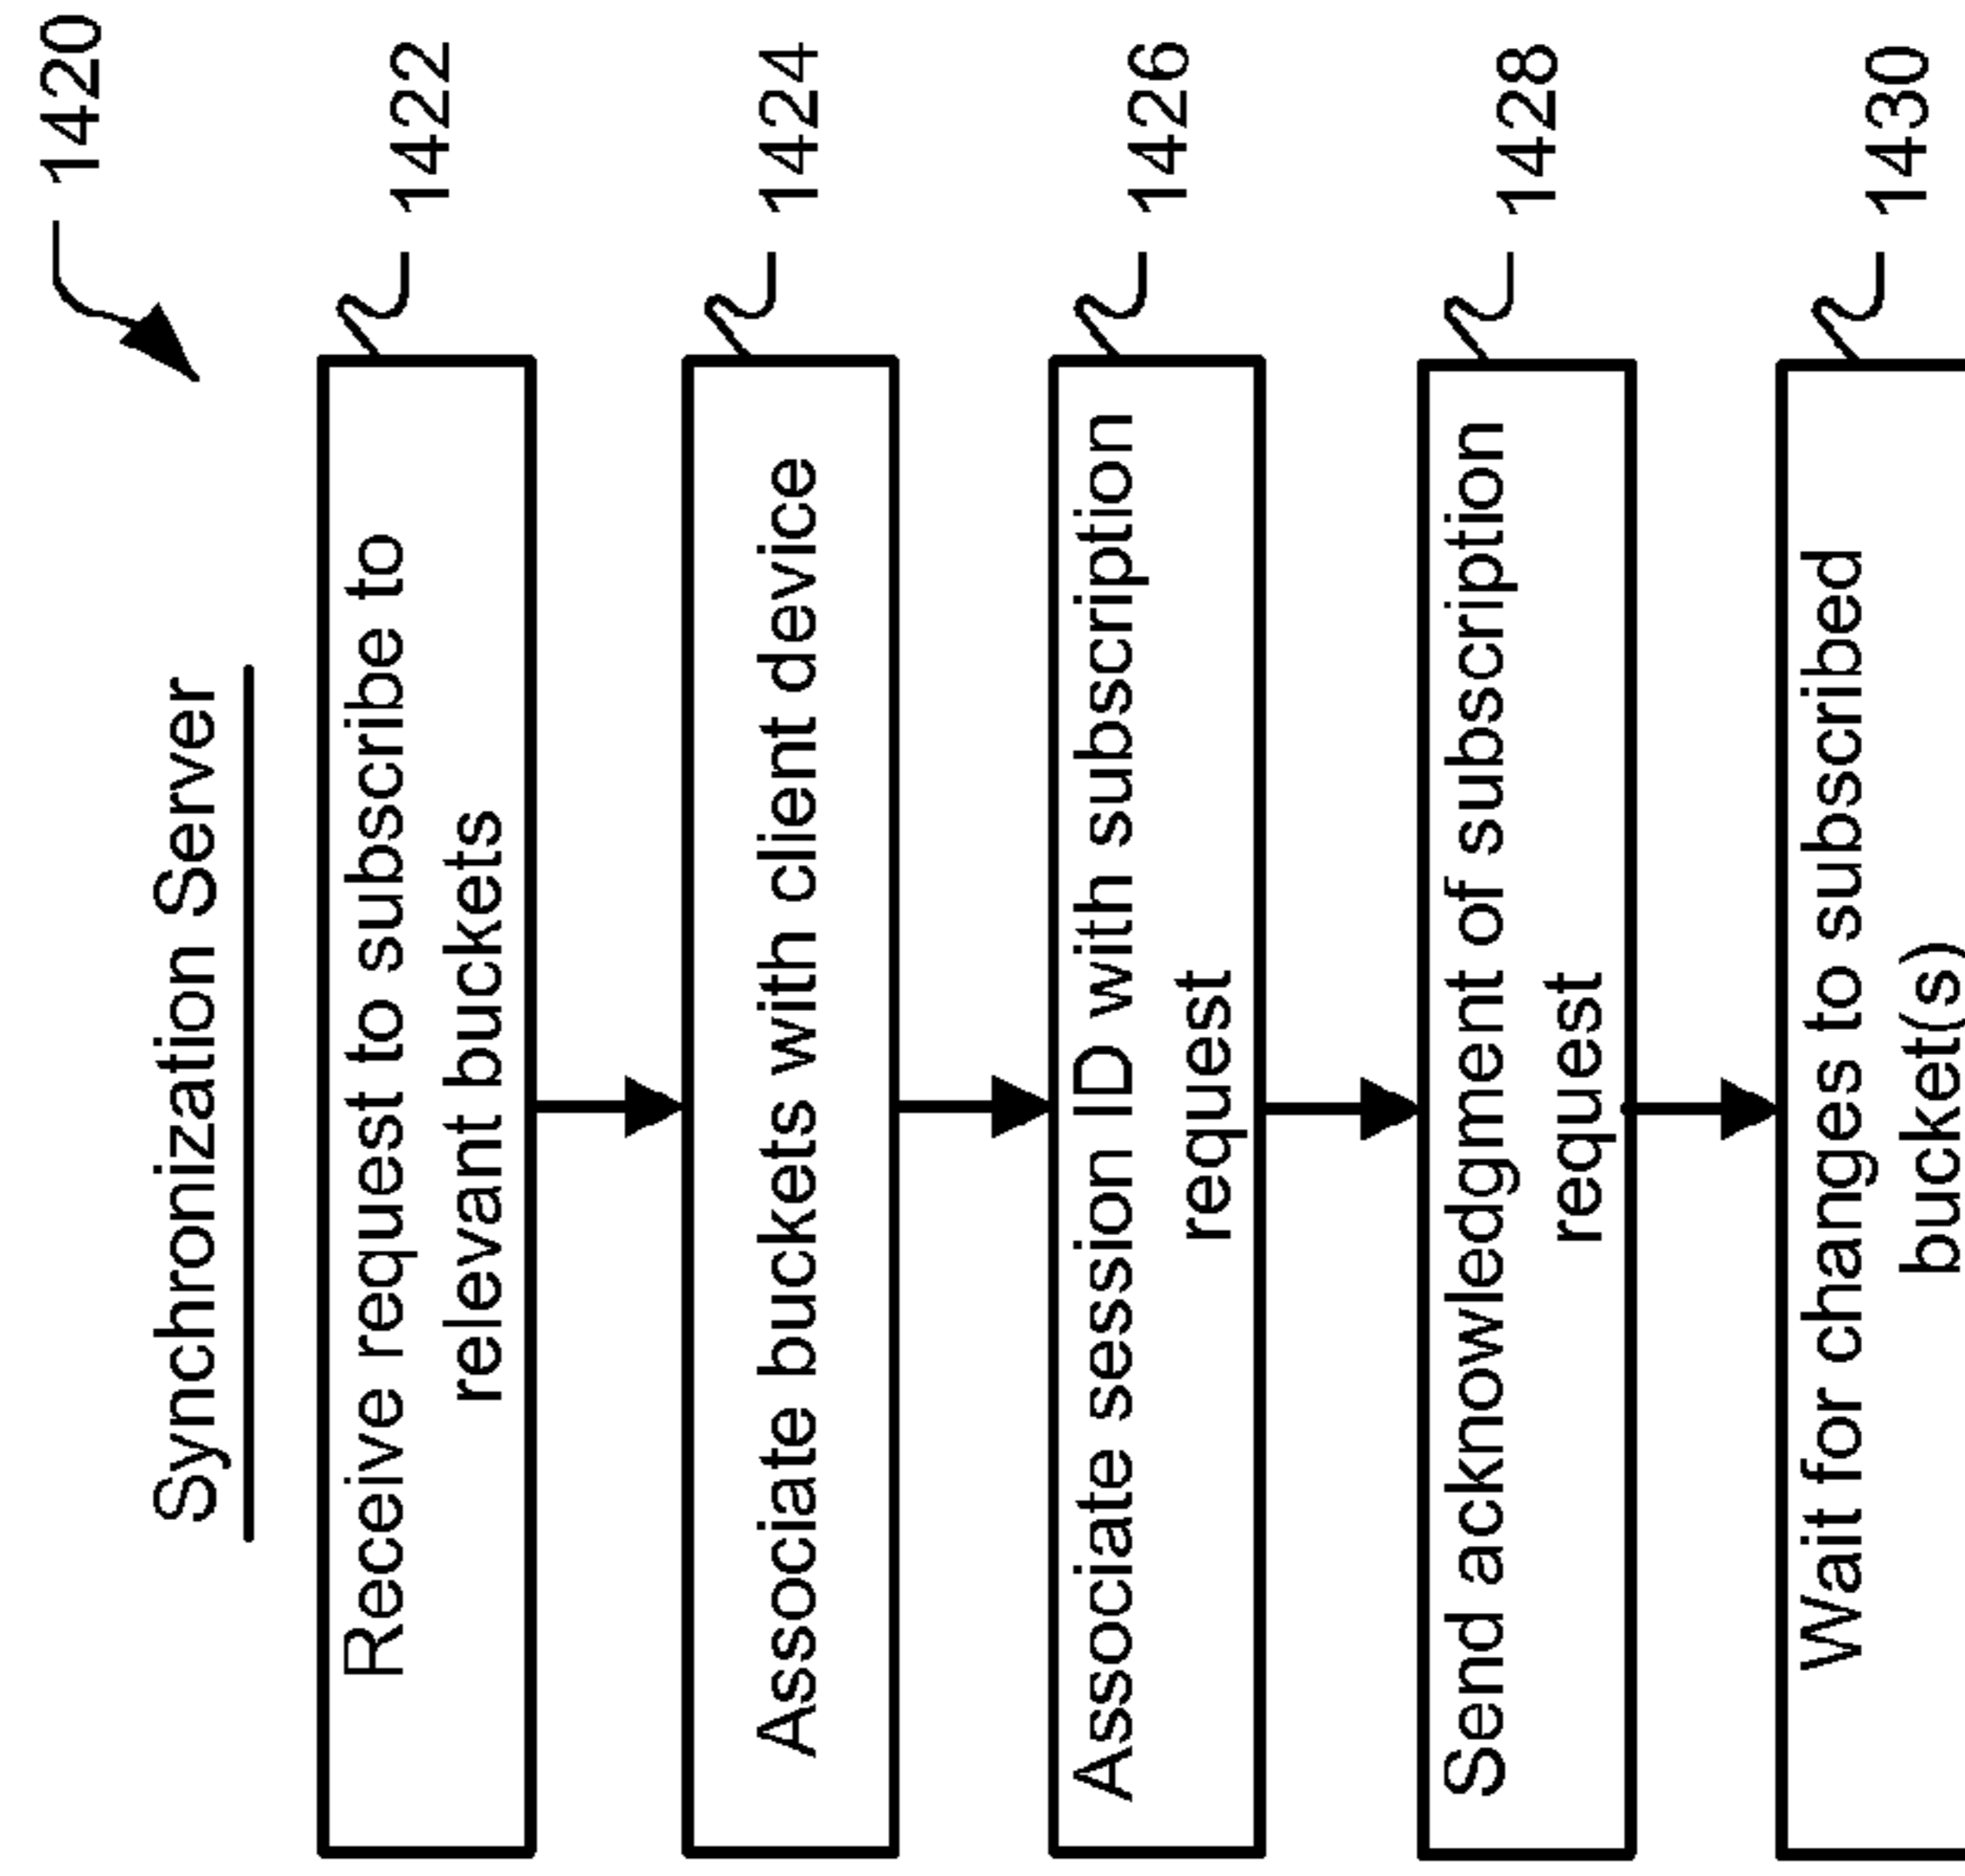 1420
Synchronization Server
Receive request to subscribe to
relevant buckets
1422
Associate buckets with client device
1424
Associate session ID with subscription
request
1426
Send acknowledgment of subscription
request
1428
Wait for changes to subscribed
bucket(s)
1430